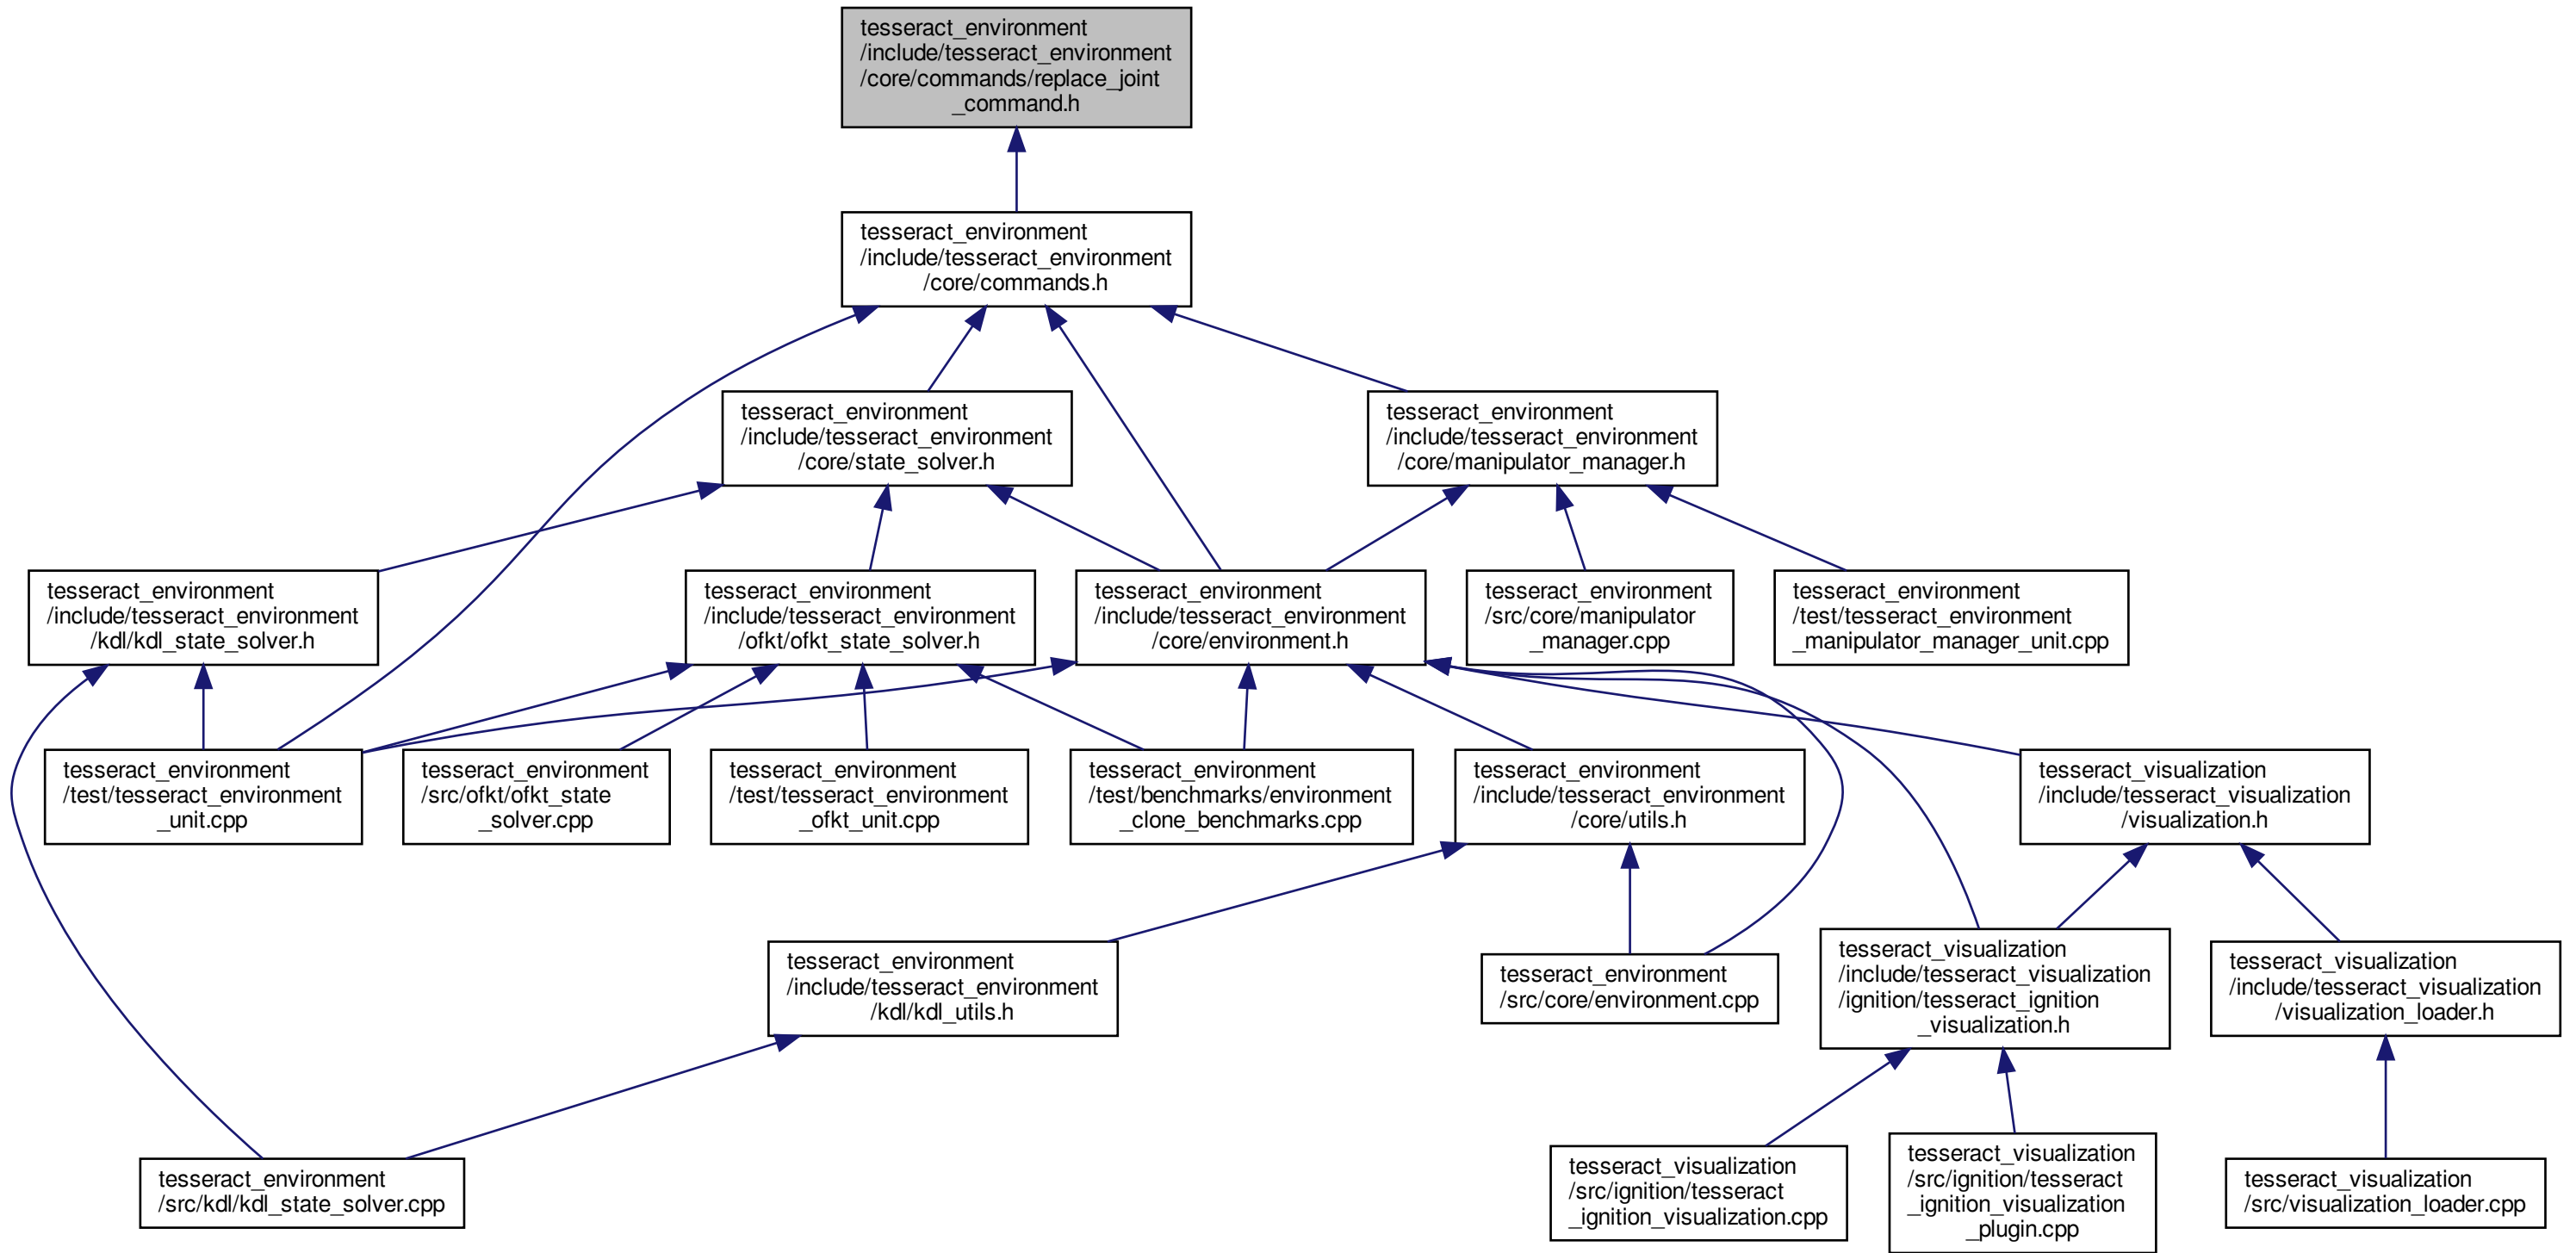 tesseract_environment
/include/tesseract_environment
/core/commands/replace_joint
_command.h
tesseract_environment
/include/tesseract_environment
/core/commands.h
tesseract_environment
/include/tesseract_environment
/core/state_solver.h
tesseract_environment
/include/tesseract_environment
/core/manipulator_manager.h
tesseract_environment
/include/tesseract_environment
/kdl/kdl_state_solver.h
tesseract_environment
/include/tesseract_environment
/ofkt/ofkt_state_solver.h
tesseract_environment
/include/tesseract_environment
/core/environment.h
tesseract_environment
/src/core/manipulator
_manager.cpp
tesseract_environment
/test/tesseract_environment
_manipulator_manager_unit.cpp
tesseract_environment
/test/tesseract_environment
_unit.cpp
tesseract_environment
/src/ofkt/ofkt_state
_solver.cpp
tesseract_environment
/test/tesseract_environment
_ofkt_unit.cpp
tesseract_environment
/test/benchmarks/environment
_clone_benchmarks.cpp
tesseract_environment
/include/tesseract_environment
/core/utils.h
tesseract_visualization
/include/tesseract_visualization
/visualization.h
tesseract_environment
/include/tesseract_environment
/kdl/kdl_utils.h
tesseract_environment
/src/core/environment.cpp
tesseract_visualization
/include/tesseract_visualization
/ignition/tesseract_ignition
_visualization.h
tesseract_visualization
/include/tesseract_visualization
/visualization_loader.h
tesseract_environment
/src/kdl/kdl_state_solver.cpp
tesseract_visualization
/src/ignition/tesseract
_ignition_visualization.cpp
tesseract_visualization
/src/ignition/tesseract
_ignition_visualization
_plugin.cpp
tesseract_visualization
/src/visualization_loader.cpp